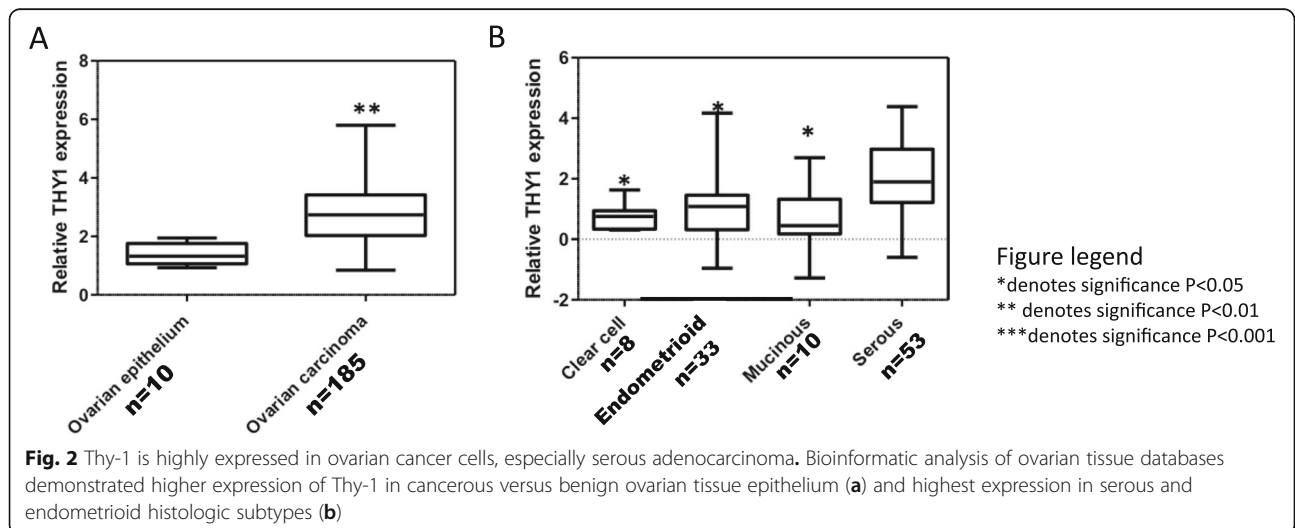 A
B
Relative THY1 expression
8
6
4
2
0
**
Ovarian epithelium
n=10
Ovarian carcinoma
n=185
Relative THY1 expression
6
4
2
0
-2
*
*
*
Clear cell
n=8
Endometrioid
n=33
Mucinous
n=10
Serous
n=53
Figure legend
*denotes significance P<0.05
** denotes significance P<0.01
***denotes significance P<0.001
Fig. 2 Thy-1 is highly expressed in ovarian cancer cells, especially serous adenocarcinoma. Bioinformatic analysis of ovarian tissue databases
demonstrated higher expression of Thy-1 in cancerous versus benign ovarian tissue epithelium (a) and highest expression in serous and
endometrioid histologic subtypes (b)